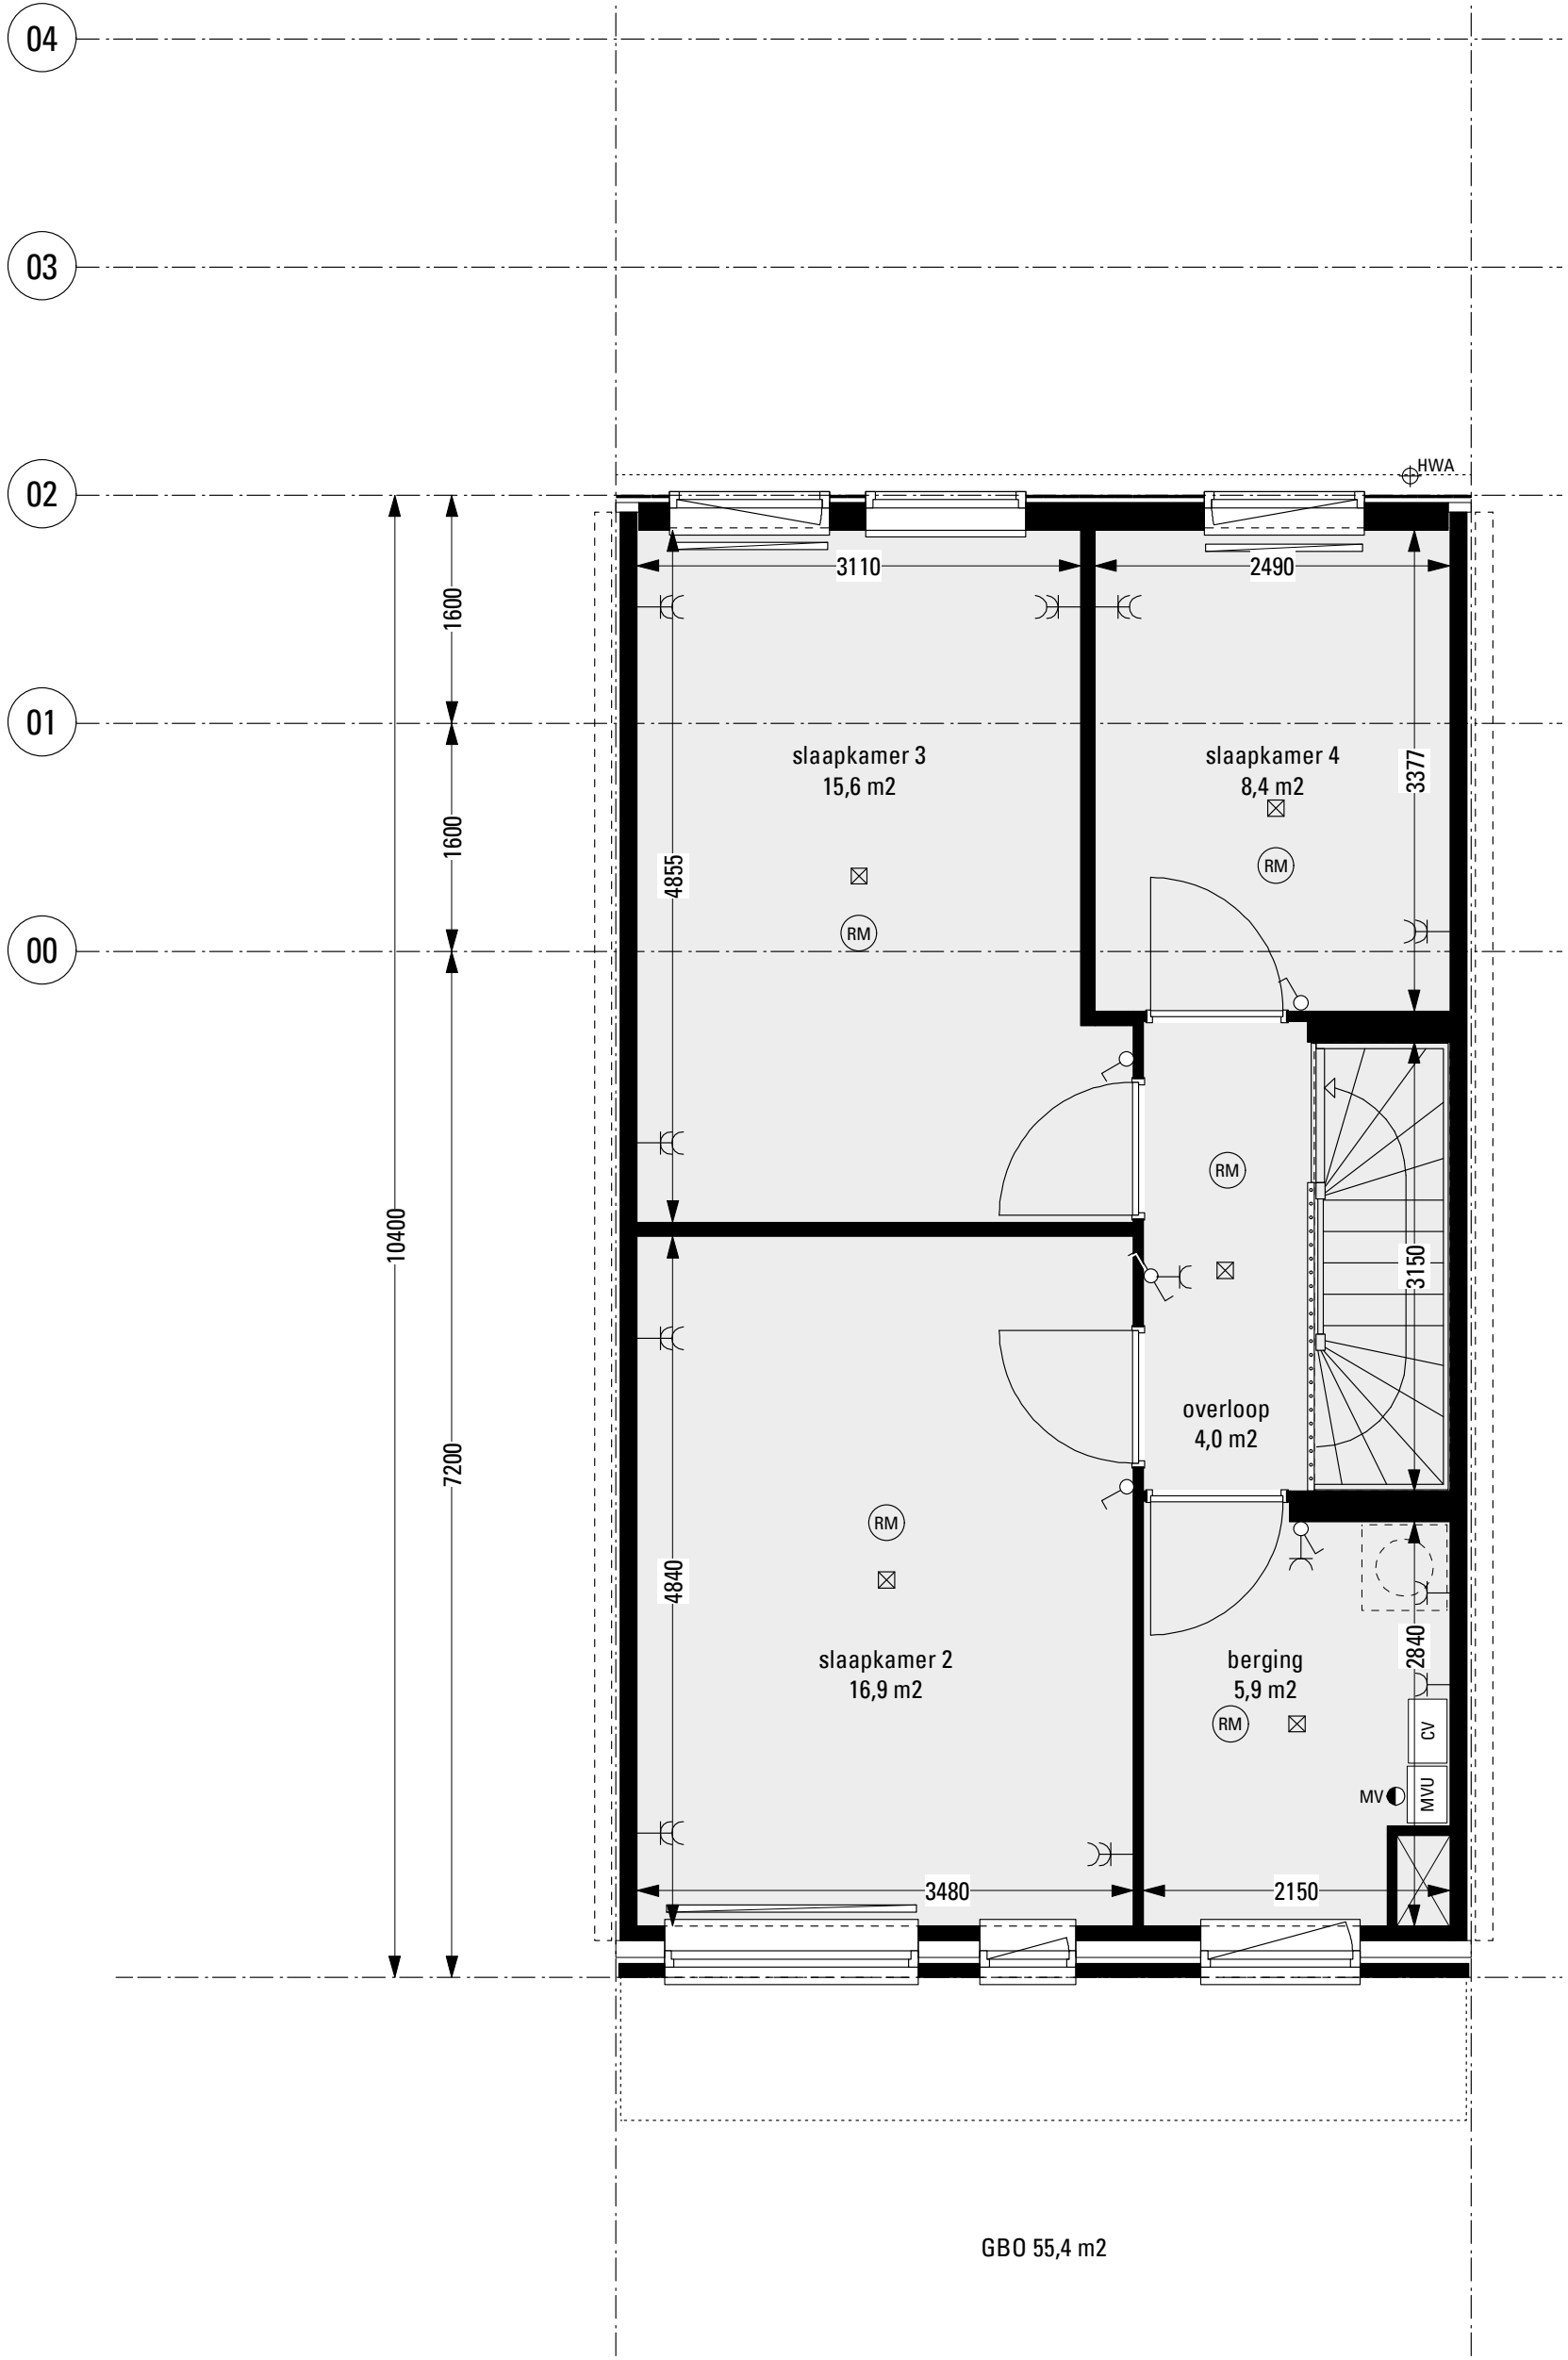 04
03
02
HWA
3110
2490
1600
01
slaapkamer 3
15,6 m2
slaapkamer 4
8,4 m2
3377
1600
4855
RM
RM
00
RM
10400
3150
overloop
4,0 m2
7200
RM
4840
slaapkamer 2
16,9 m2
berging
5,9 m2
2840
RM
CV
MV
MVU
3480
2150
GBO 55,4 m2